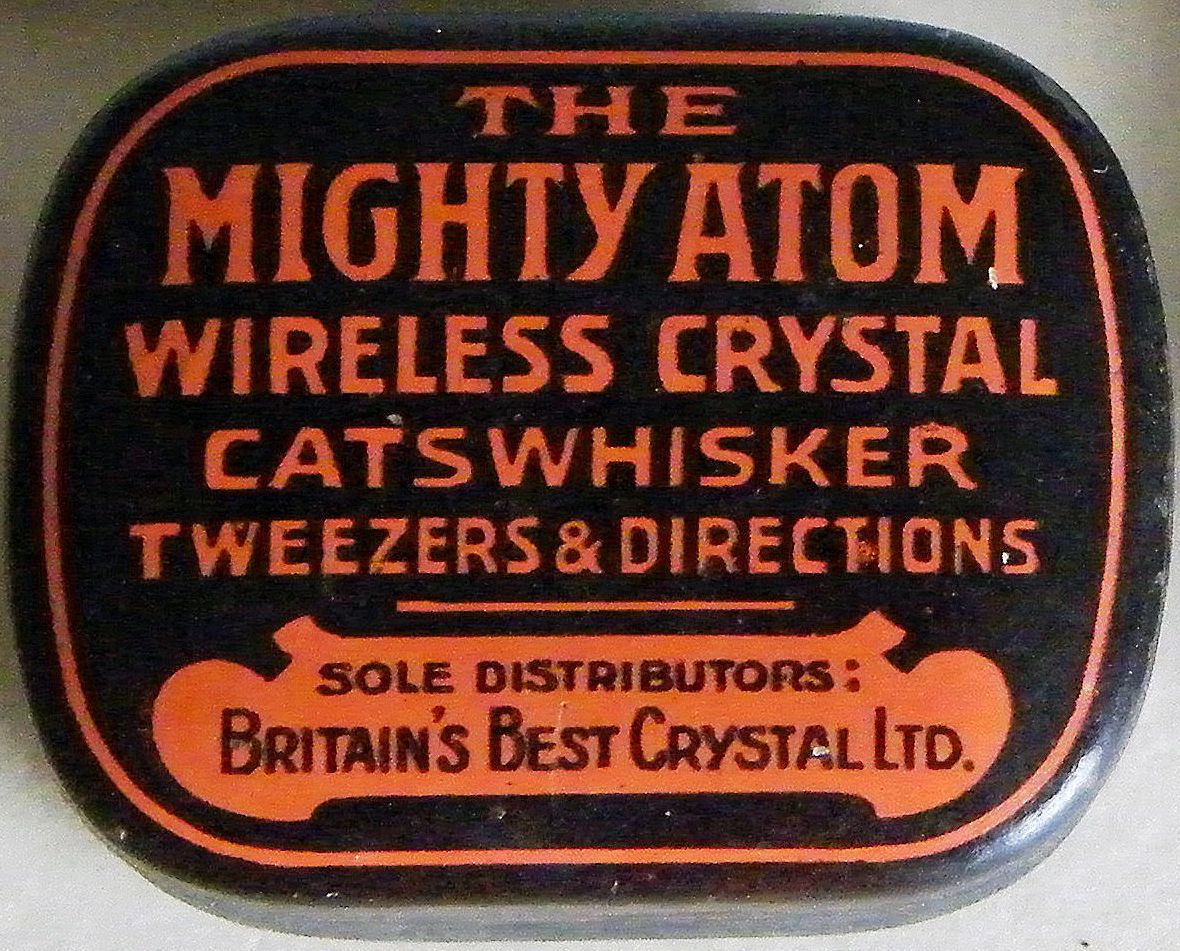 THE
MIGHTY ATOM
WIRELESS CRYSTAL
CATSWHISKER
TWEEZERS & DIRECTIONS
SOLE DISTRIBUTORS:
BRITAIN'S BEST CRYSTAL LTD.